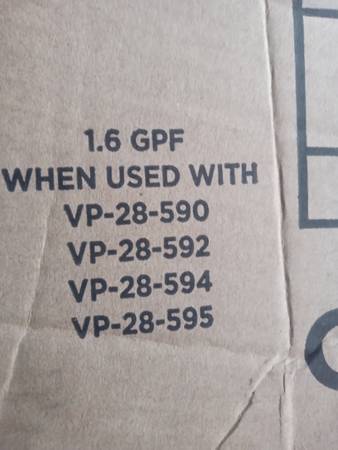 1.6 GPF
WHEN USED WITH
VP-28-590
VP-28-592
VP-28-594
VP-28-595